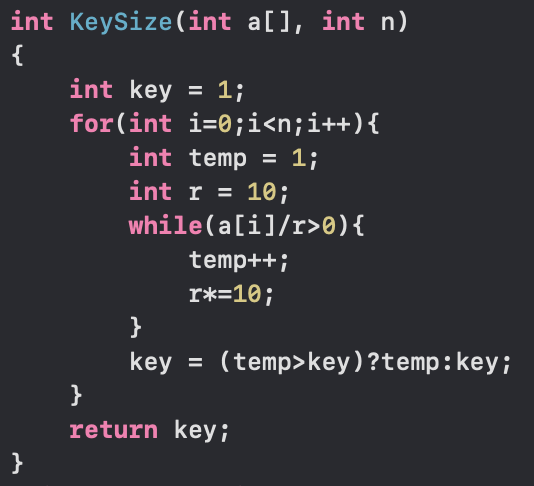 int KeySize(int a[], int n)
{
    int key = 1;
    for(int i=0;i<n;i++){
        int temp = 1;
        int r = 10;
        while(a[i]/r>0){
            temp++;
            r*=10;
        }
        key = (temp>key)?temp:key;
    }
    return key;
}